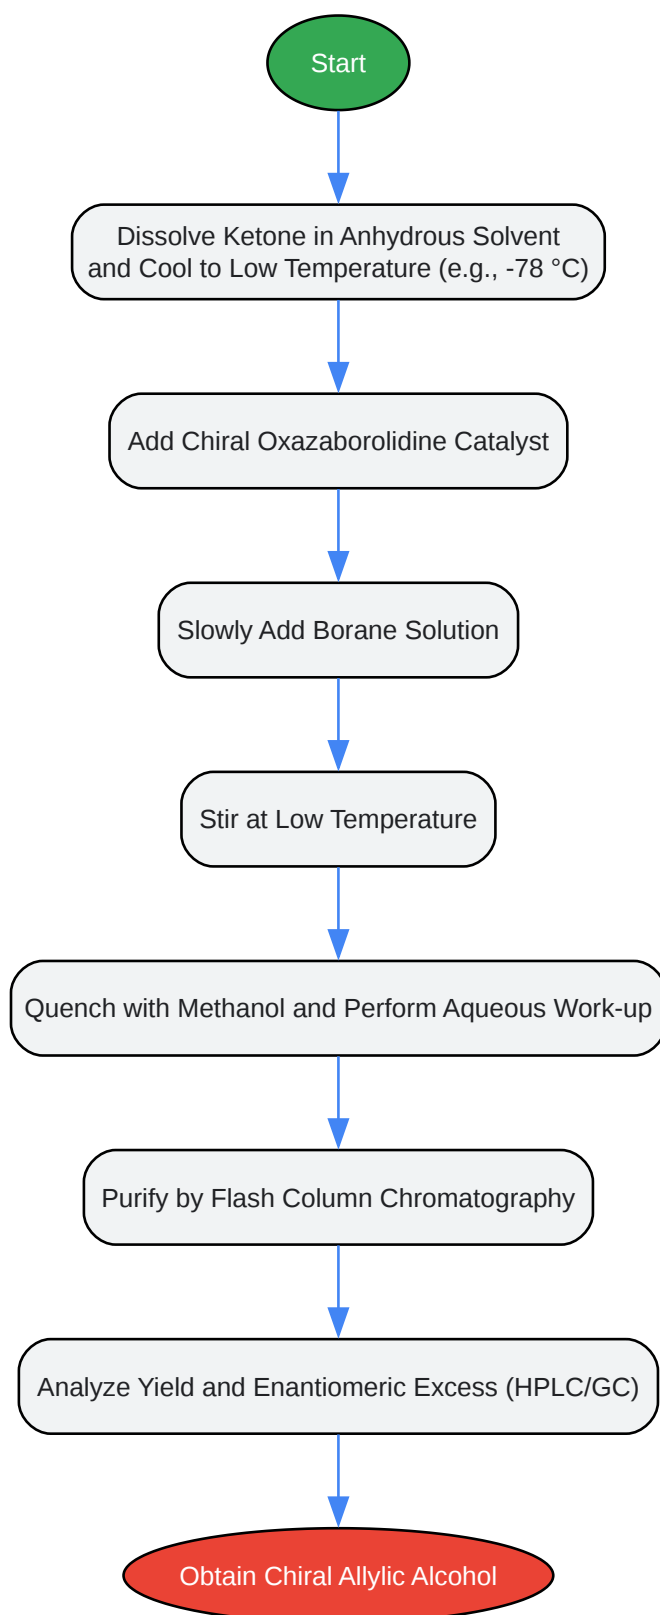 Start
Dissolve Ketone in Anhydrous Solvent
and Cool to Low Temperature (e.g., -78 °C)
Add Chiral Oxazaborolidine Catalyst
Slowly Add Borane Solution
Stir at Low Temperature
Quench with Methanol and Perform Aqueous Work-up
Purify by Flash Column Chromatography
Analyze Yield and Enantiomeric Excess (HPLC/GC)
Obtain Chiral Allylic Alcohol